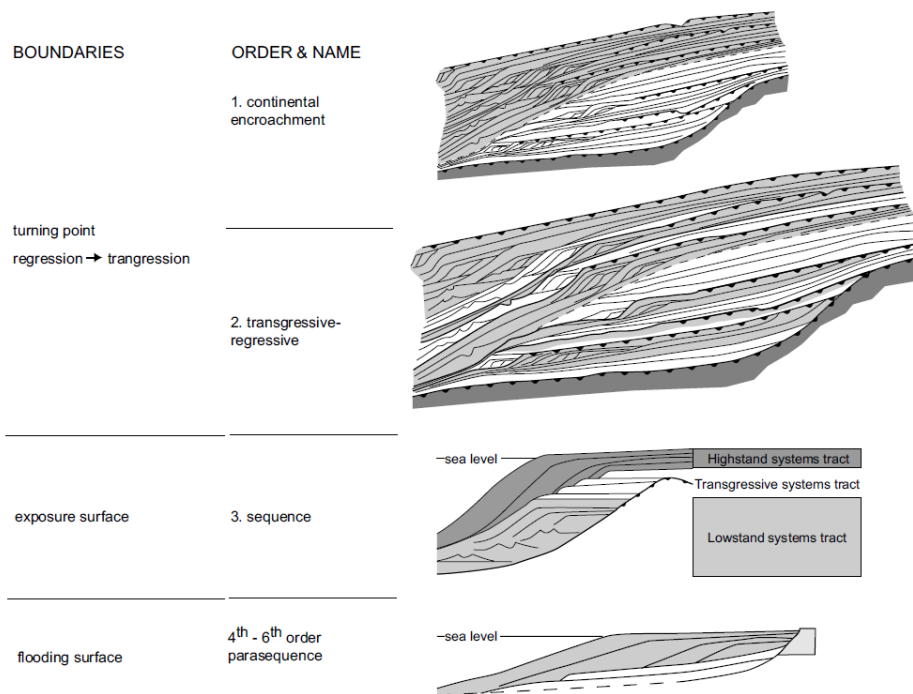 BOUNDARIES
ORDER & NAME
1. continental
encroachment
turning point
regression → trangression
2. transgressive-
regressive
sea level
Highstand systems tract
Transgressive systems tract
exposure surface
3. sequence
Lowstand systems tract
4th - 6th order
parasequence
sea level
flooding surface